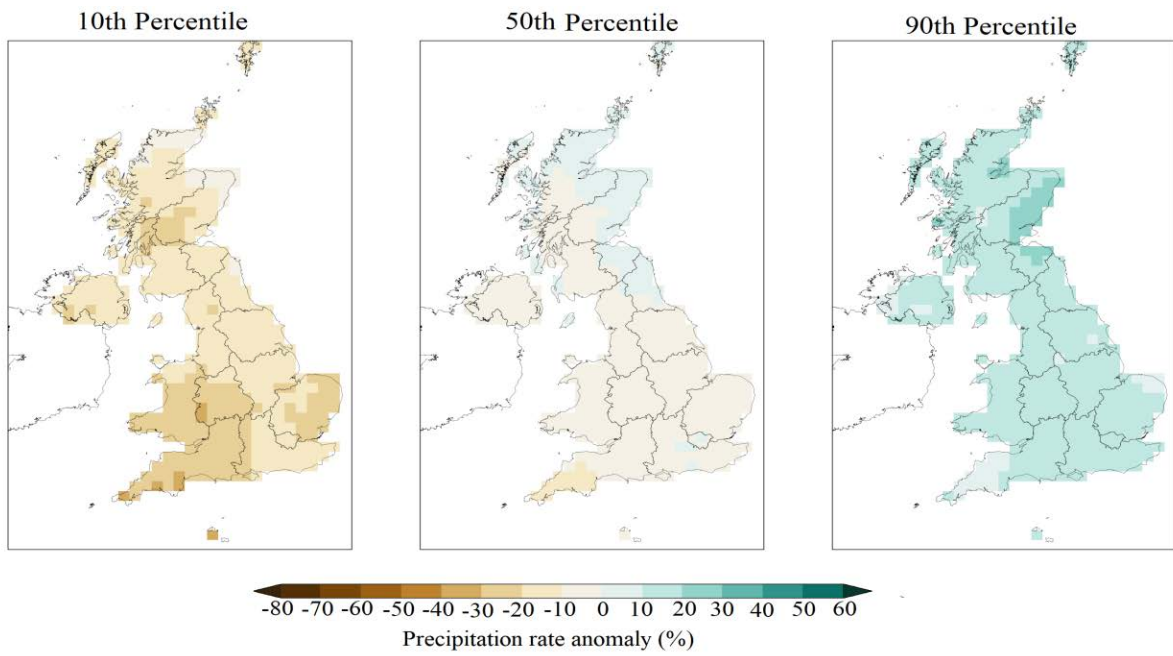 10th Percentile 50th Percentile 90th Percentile
-80 -70 -60 -50 -40 -30 -20 -10 0 10 20 30 40 50 60
Precipitation rate anomaly (%)